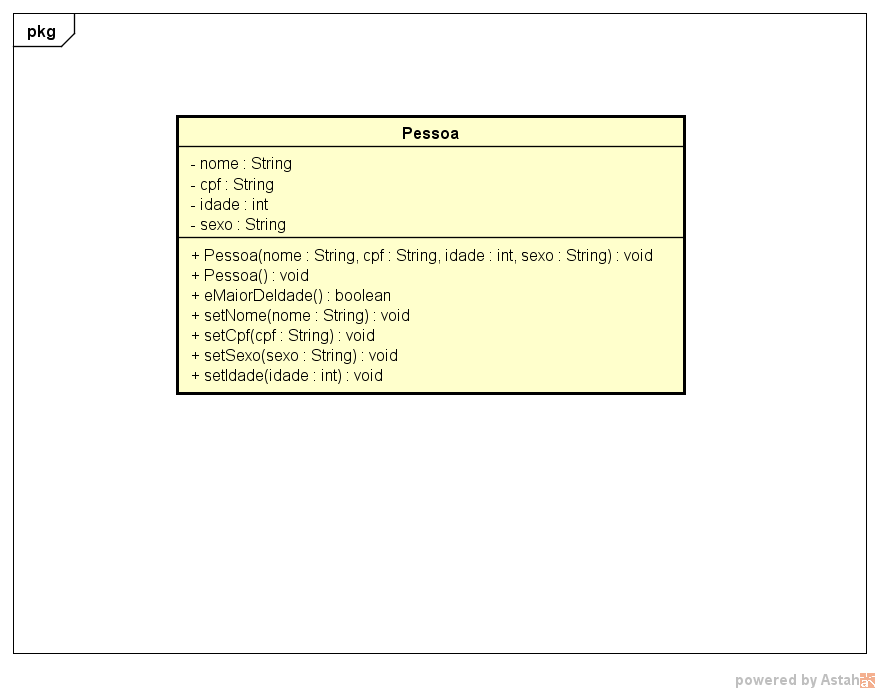 pkg
Pessoa
- nome : String
- cpf : String
- idade : int
- sexo : String
+ Pessoa(nome : String, cpf : String, idade : int, sexo : String) : void
+ Pessoa() : void
+ eMaiorDeIdade() : boolean
+ setNome(nome : String) : void
+ setCpf(cpf : String) : void
+ setSexo(sexo : String) : void
+ setIdade(idade : int) : void
powered by Astah